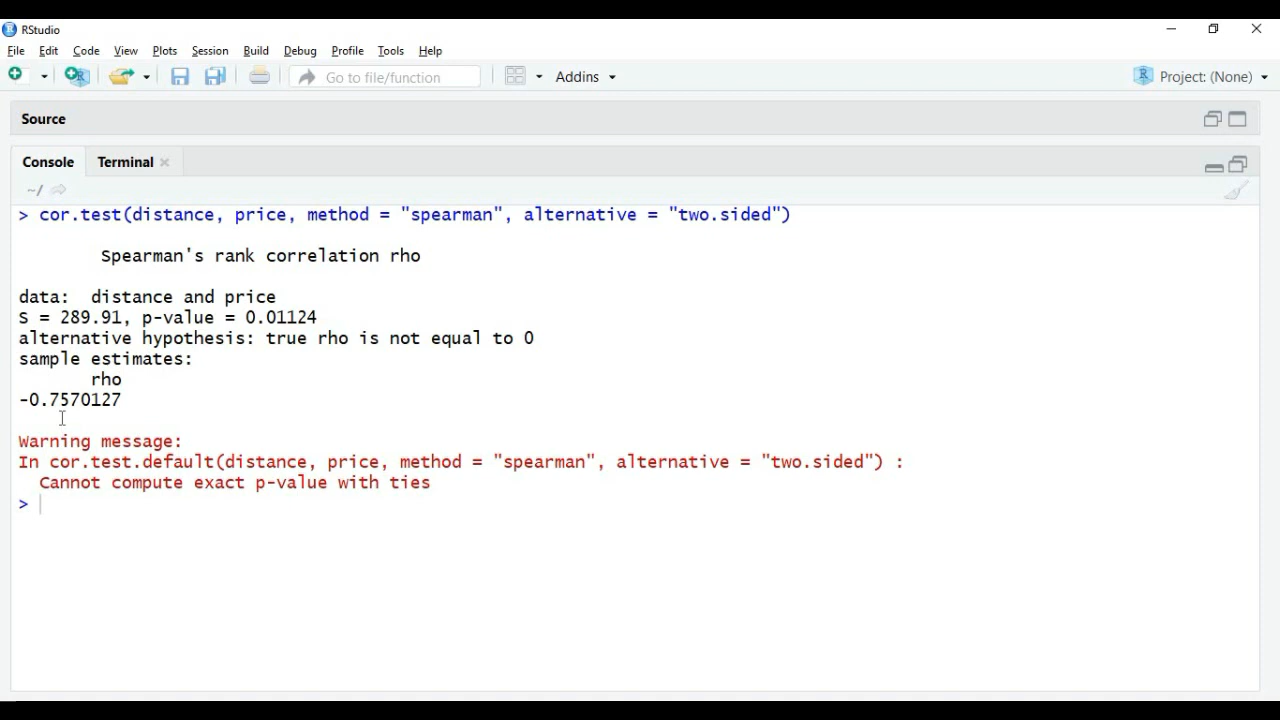 RStudio
File Edit Code View Plots Session Build Debug Profile Tools Help
Go to file/function Addins Project: (None)
Source
Console Terminal
~/
> cor.test(distance, price, method = "spearman", alternative = "two.sided")
Spearman's rank correlation rho
data:  distance and price
S = 289.91, p-value = 0.01124
alternative hypothesis: true rho is not equal to 0
sample estimates:
rho
-0.7570127
Warning message:
In cor.test.default(distance, price, method = "spearman", alternative = "two.sided") :
Cannot compute exact p-value with ties
>